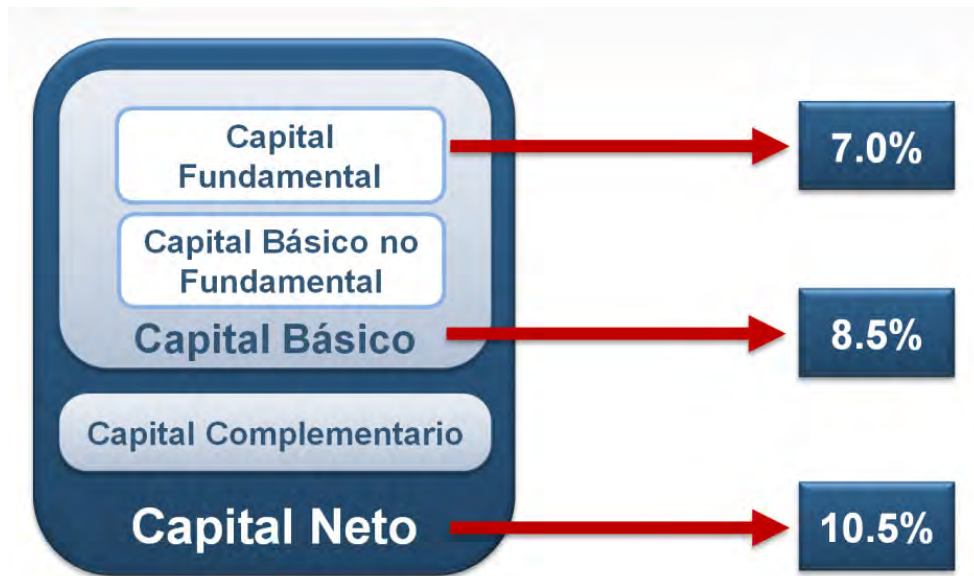 Capital
Fundamental
7.0%
Capital Básico no
Fundamental
Capital Básico
8.5%
Capital Complementario
Capital Neto
10.5%